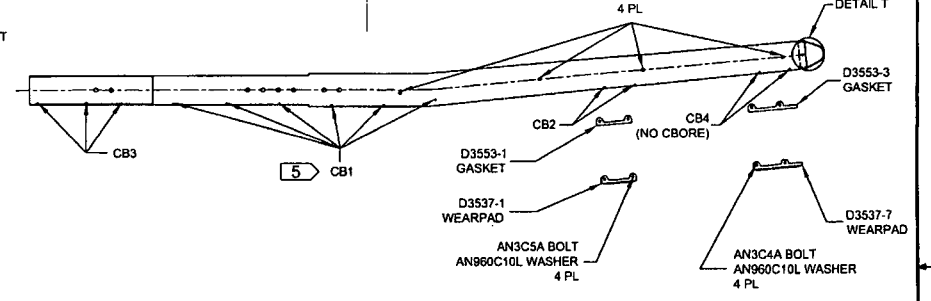 4 PL
DETAIL T
T
D3553-3
GASKET
CB2
CB4
(NO CBORE)
CB3
5
CB1
D3553-1
GASKET
D3537-1
WEARPAD
D3537-7
WEARPAD
AN3C5A BOLT
AN960C10L WASHER
4 PL
AN3C4A BOLT
AN960C10L WASHER
4 PL